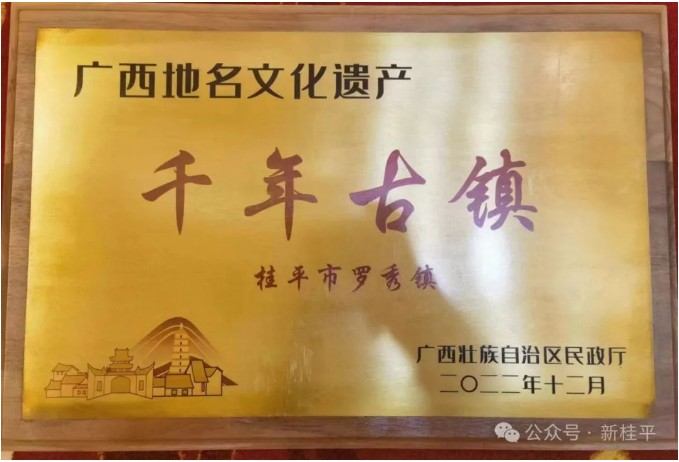 广西地名文化遗产
千年古镇
桂平市罗秀镇
广西壮族自治区民政厅
二〇二二年十二月
公众号·新桂平